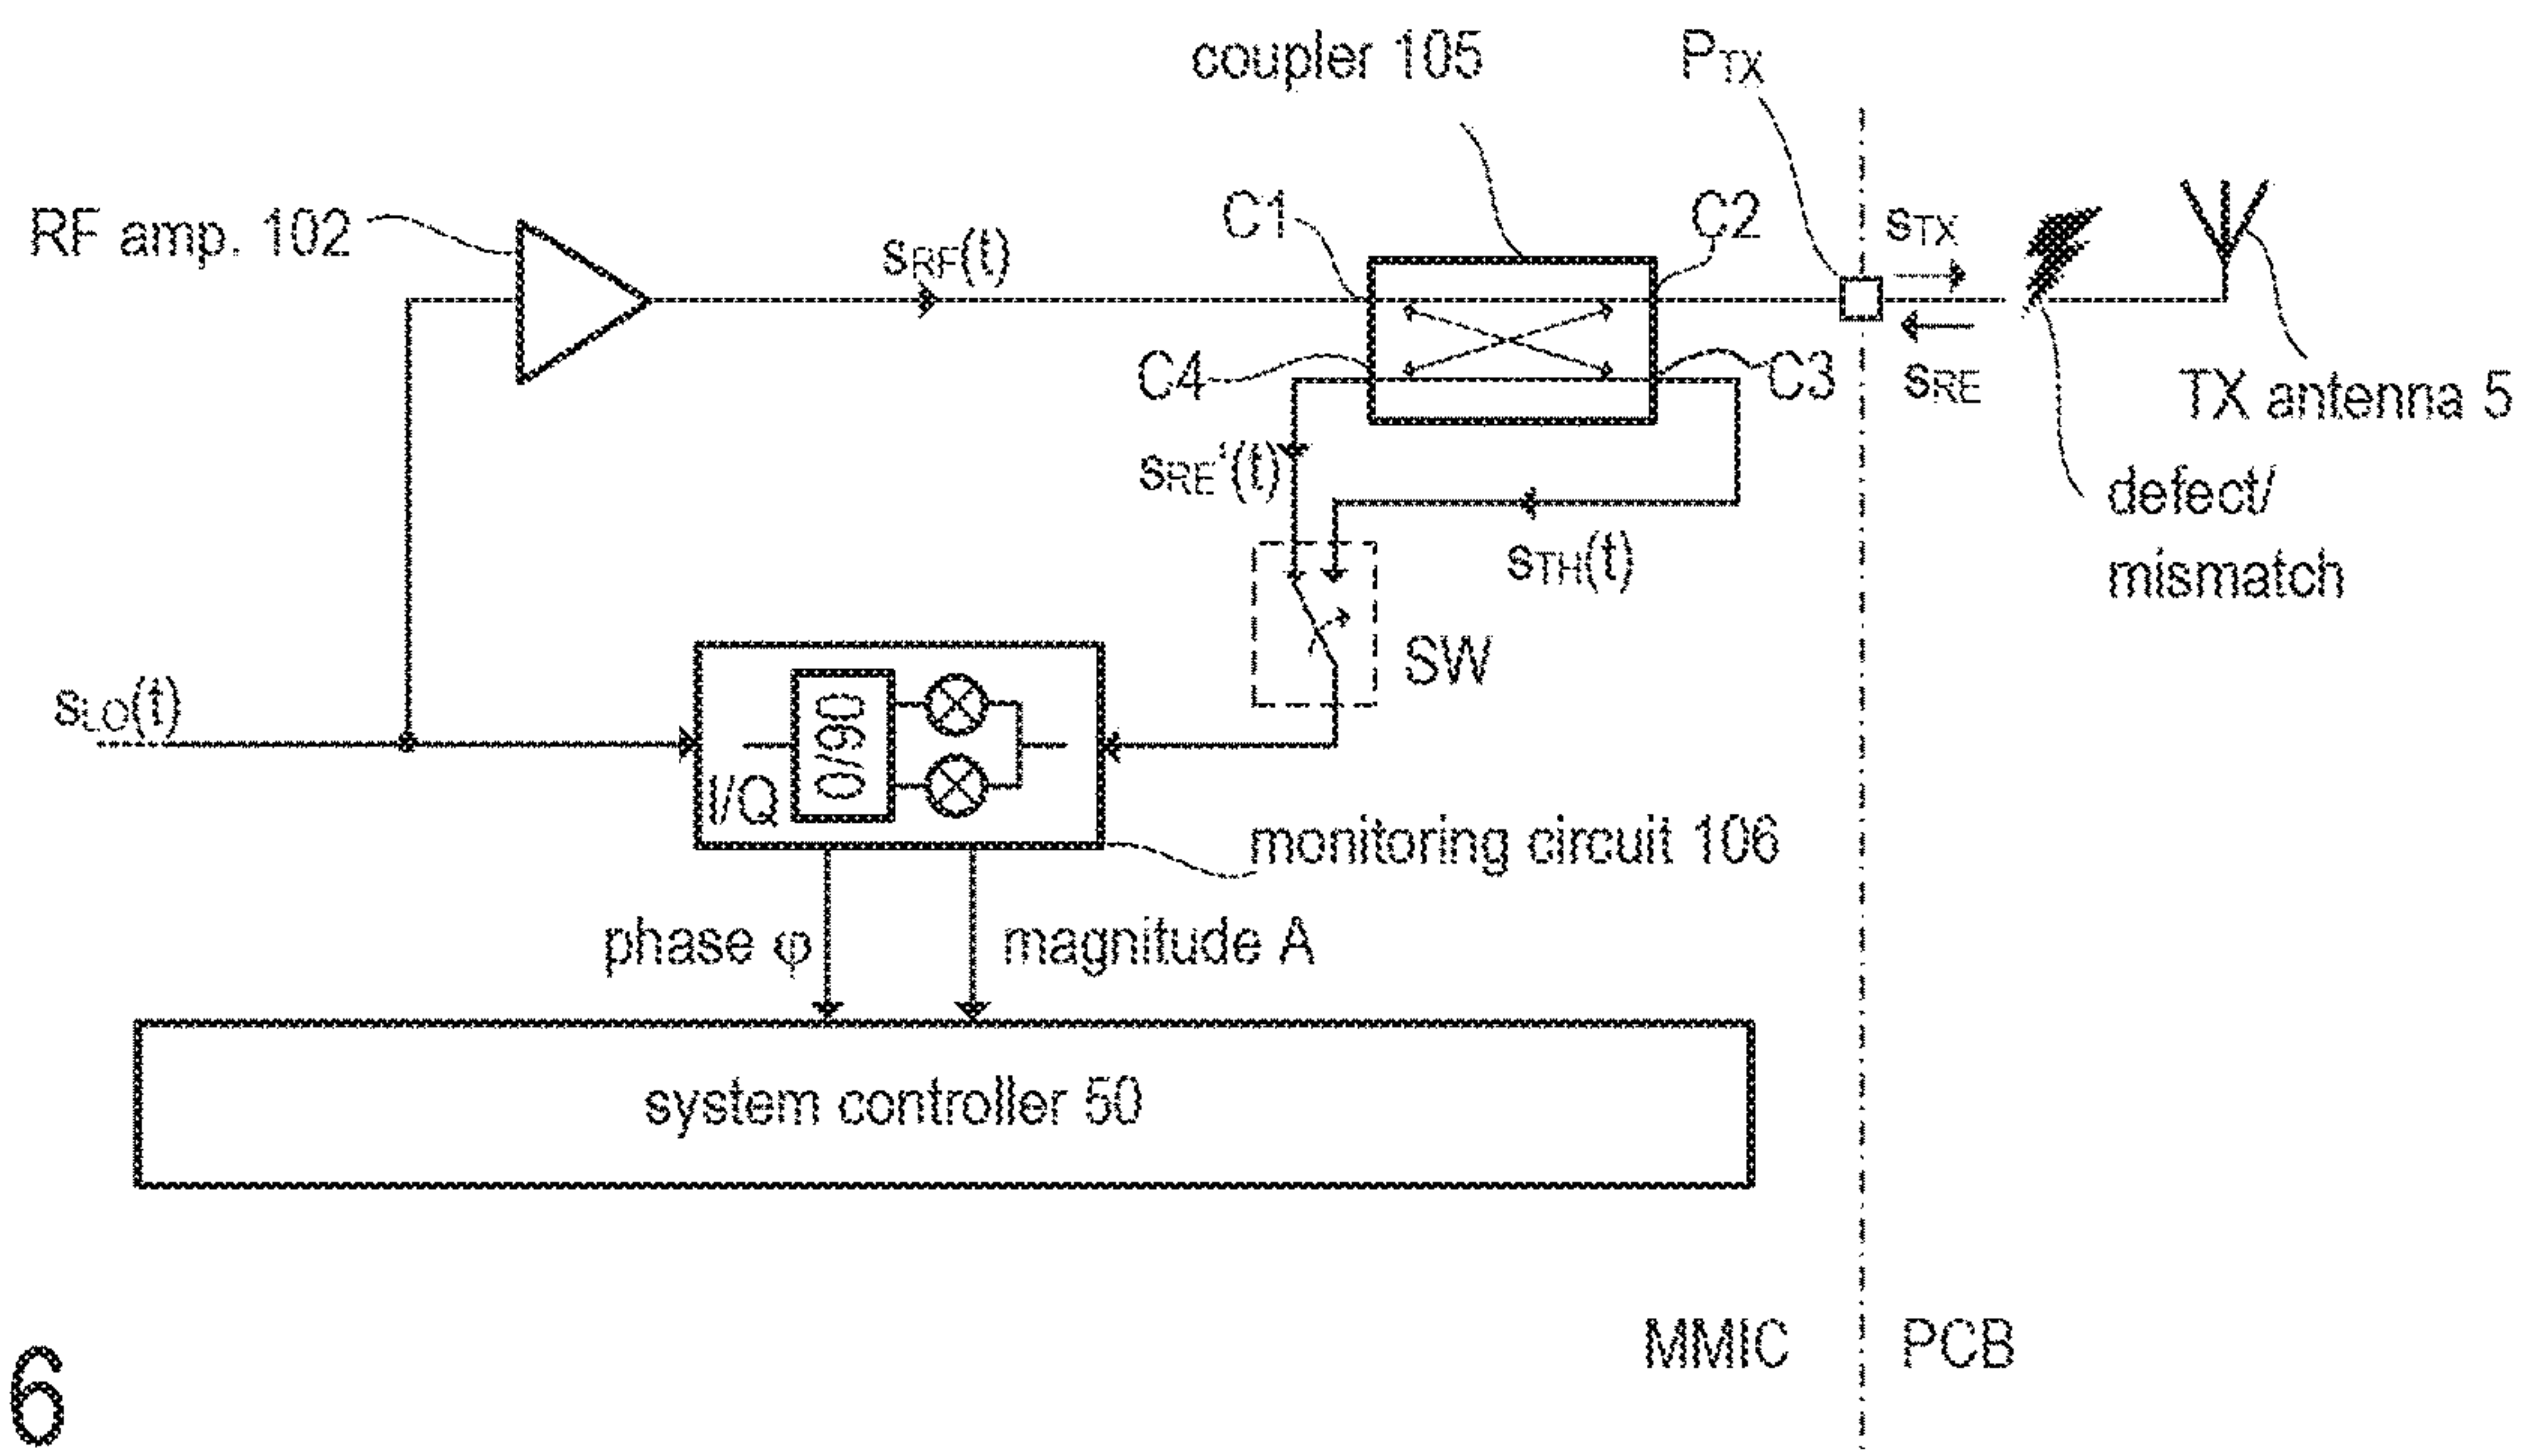 coupler 105
PTX
RF amp. 102
sRF(t)
C1
C2
sTX
C4
C3
sRE
TX antenna 5
sRE'(t)
sTH(t)
defect/
mismatch
SW
sLO(t)
I/Q
0/90
monitoring circuit 106
phase φ
magnitude A
system controller 50
MMIC
PCB
6